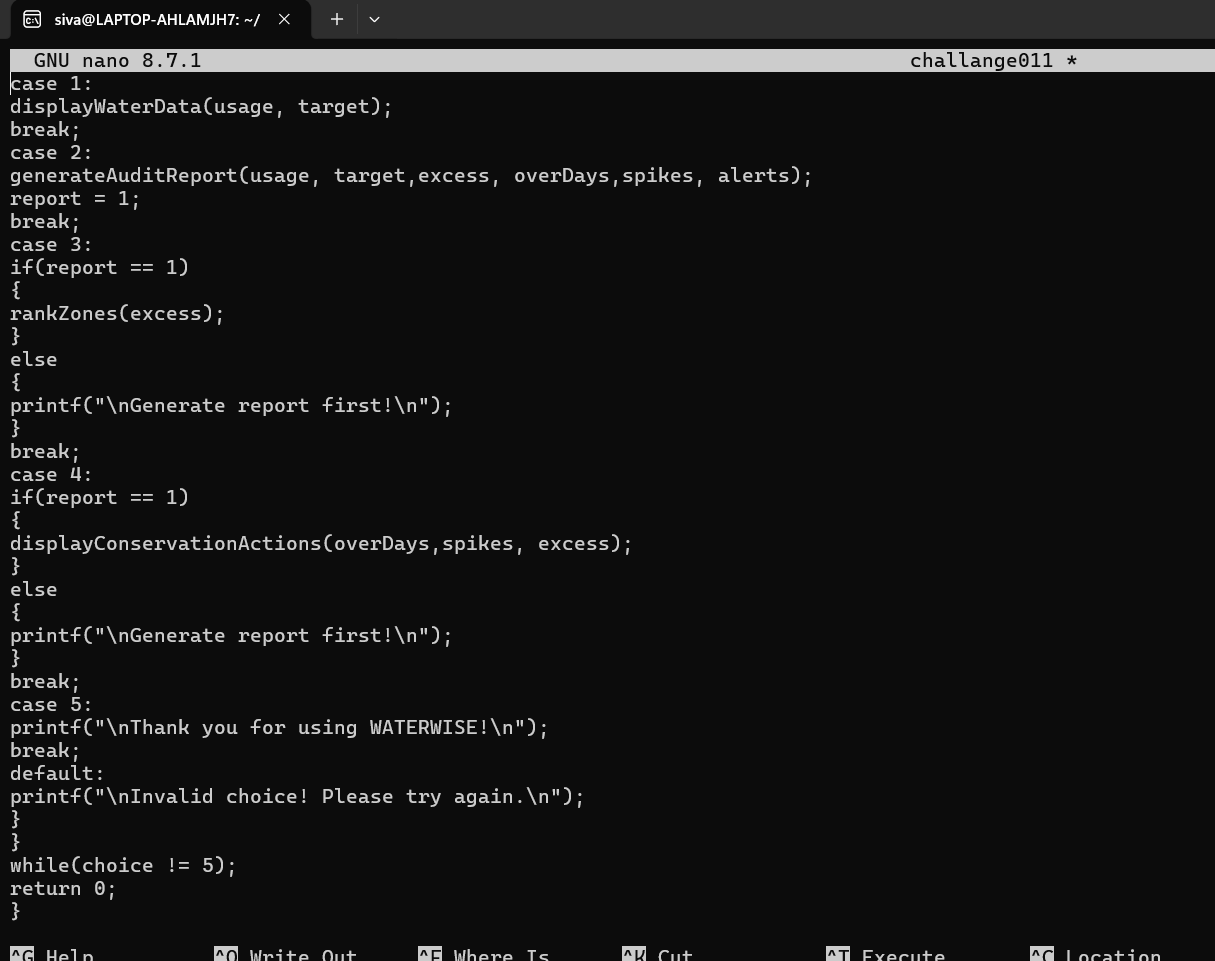 siva@LAPTOP-AHLAMJH7: ~/
GNU nano 8.7.1 challange011 *
case 1:
displayWaterData(usage, target);
break;
case 2:
generateAuditReport(usage, target,excess, overDays,spikes, alerts);
report = 1;
break;
case 3:
if(report == 1)
{
rankZones(excess);
}
else
{
printf("\nGenerate report first!\n");
}
break;
case 4:
if(report == 1)
{
displayConservationActions(overDays,spikes, excess);
}
else
{
printf("\nGenerate report first!\n");
}
break;
case 5:
printf("\nThank you for using WATERWISE!\n");
break;
default:
printf("\nInvalid choice! Please try again.\n");
}
}
while(choice != 5);
return 0;
}
^G Help ^O Write Out ^F Where Is ^K Cut ^T Execute ^C Location